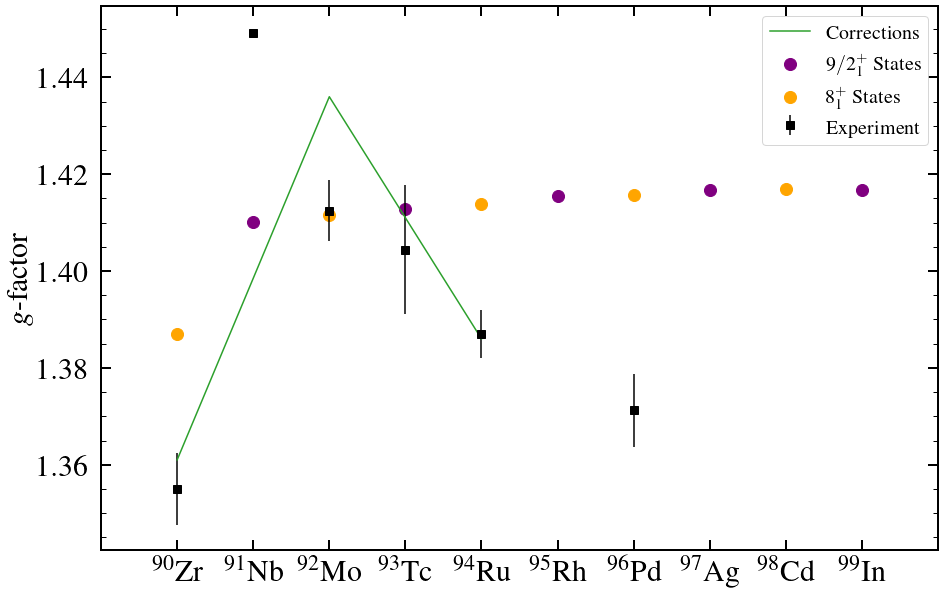 Corrections
9/2₁⁺ States
8₁⁺ States
Experiment
1.44
1.42
1.40
1.38
1.36
g-factor
⁹⁰Zr ⁹¹Nb ⁹²Mo ⁹³Tc ⁹⁴Ru ⁹⁵Rh ⁹⁶Pd ⁹⁷Ag ⁹⁸Cd ⁹⁹In